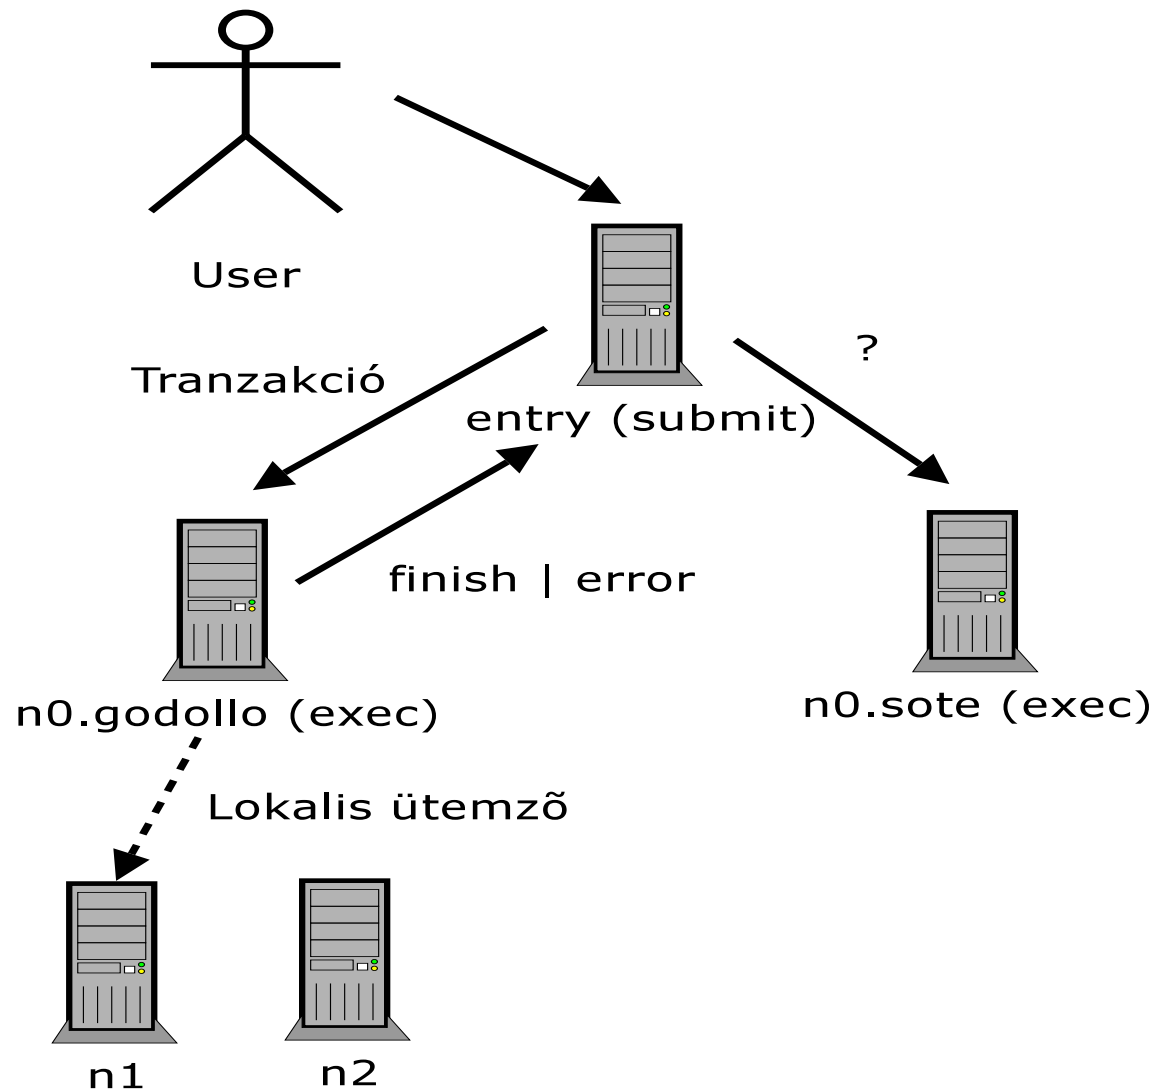 User
?
Tranzakció
entry (submit)
finish | error
n0.godollo (exec)
n0.sote (exec)
Lokalis ütemzõ
n1
n2